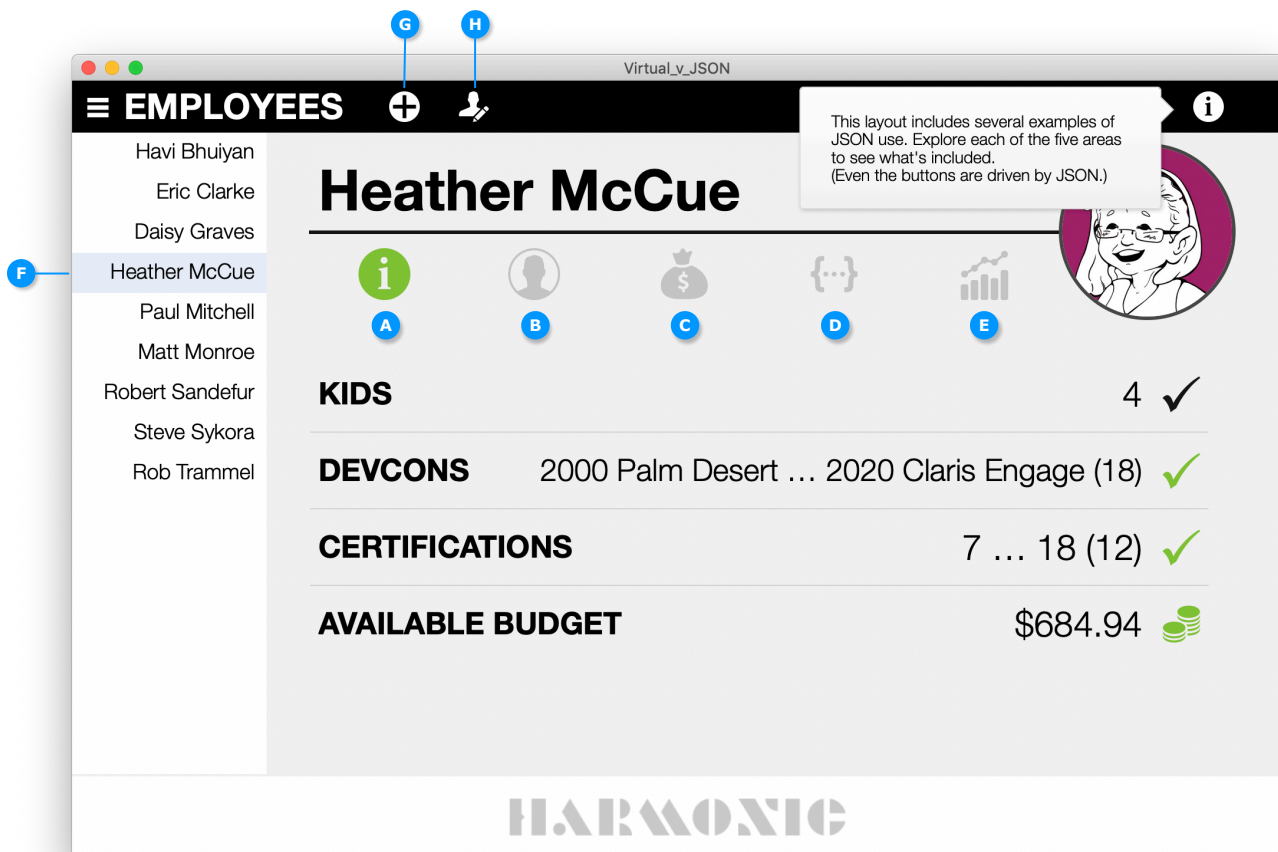 G H
Virtual_v_JSON
EMPLOYEES
This layout includes several examples of
JSON use. Explore each of the five areas
to see what's included.
(Even the buttons are driven by JSON.)
i
Havi Bhuiyan
Eric Clarke
Daisy Graves
F
Heather McCue
Paul Mitchell
Matt Monroe
Robert Sandefur
Steve Sykora
Rob Trammel
Heather McCue
i $ {...}
A B C D E
KIDS 4
DEVCONS 2000 Palm Desert … 2020 Claris Engage (18)
CERTIFICATIONS 7 … 18 (12)
AVAILABLE BUDGET $684.94
HARMONIC